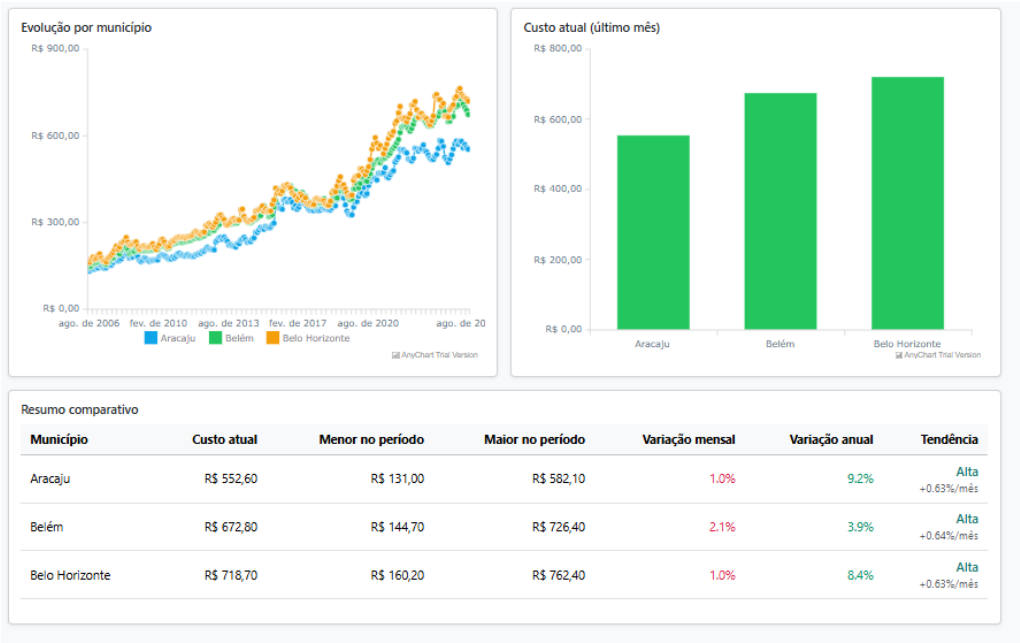 Evolução por município
R$ 900,00
R$ 600,00
R$ 300,00
R$ 0,00
ago. de 2006 fev. de 2010 ago. de 2013 fev. de 2017 ago. de 2020 ago. de 20
Aracaju Belém Belo Horizonte
AnyChart Trial Version
Custo atual (último mês)
R$ 800,00
R$ 600,00
R$ 400,00
R$ 200,00
R$ 0,00
Aracaju Belém Belo Horizonte
AnyChart Trial Version
Resumo comparativo
Município Custo atual Menor no período Maior no período Variação mensal Variação anual Tendência
Aracaju R$ 552,60 R$ 131,00 R$ 582,10 1.0% 9.2% Alta
+0.63%/mês
Belém R$ 672,80 R$ 144,70 R$ 726,40 2.1% 3.9% Alta
+0.64%/mês
Belo Horizonte R$ 718,70 R$ 160,20 R$ 762,40 1.0% 8.4% Alta
+0.63%/mês